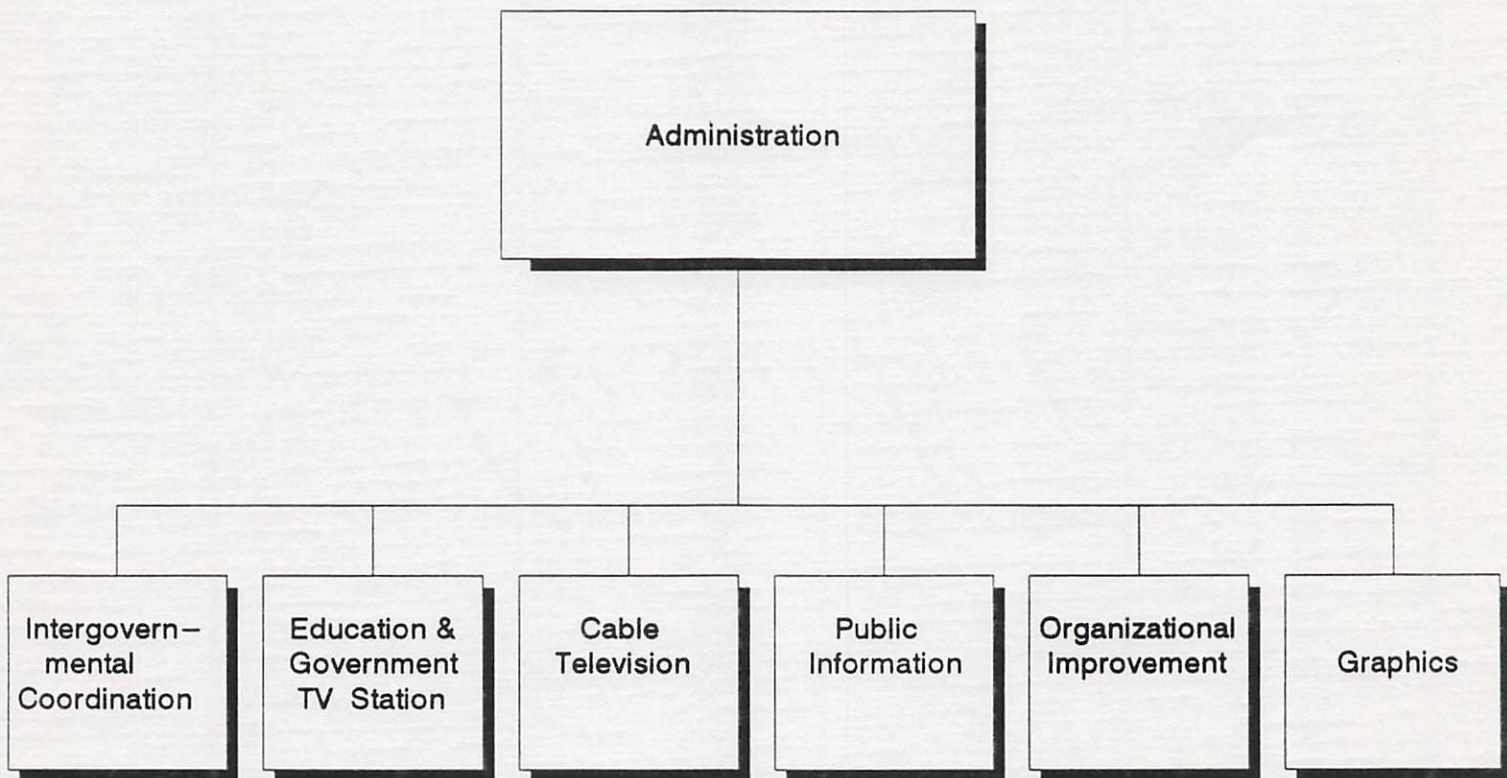 Administration
Intergovern–
mental
Coordination
Education &
Government
TV Station
Cable
Television
Public
Information
Organizational
Improvement
Graphics